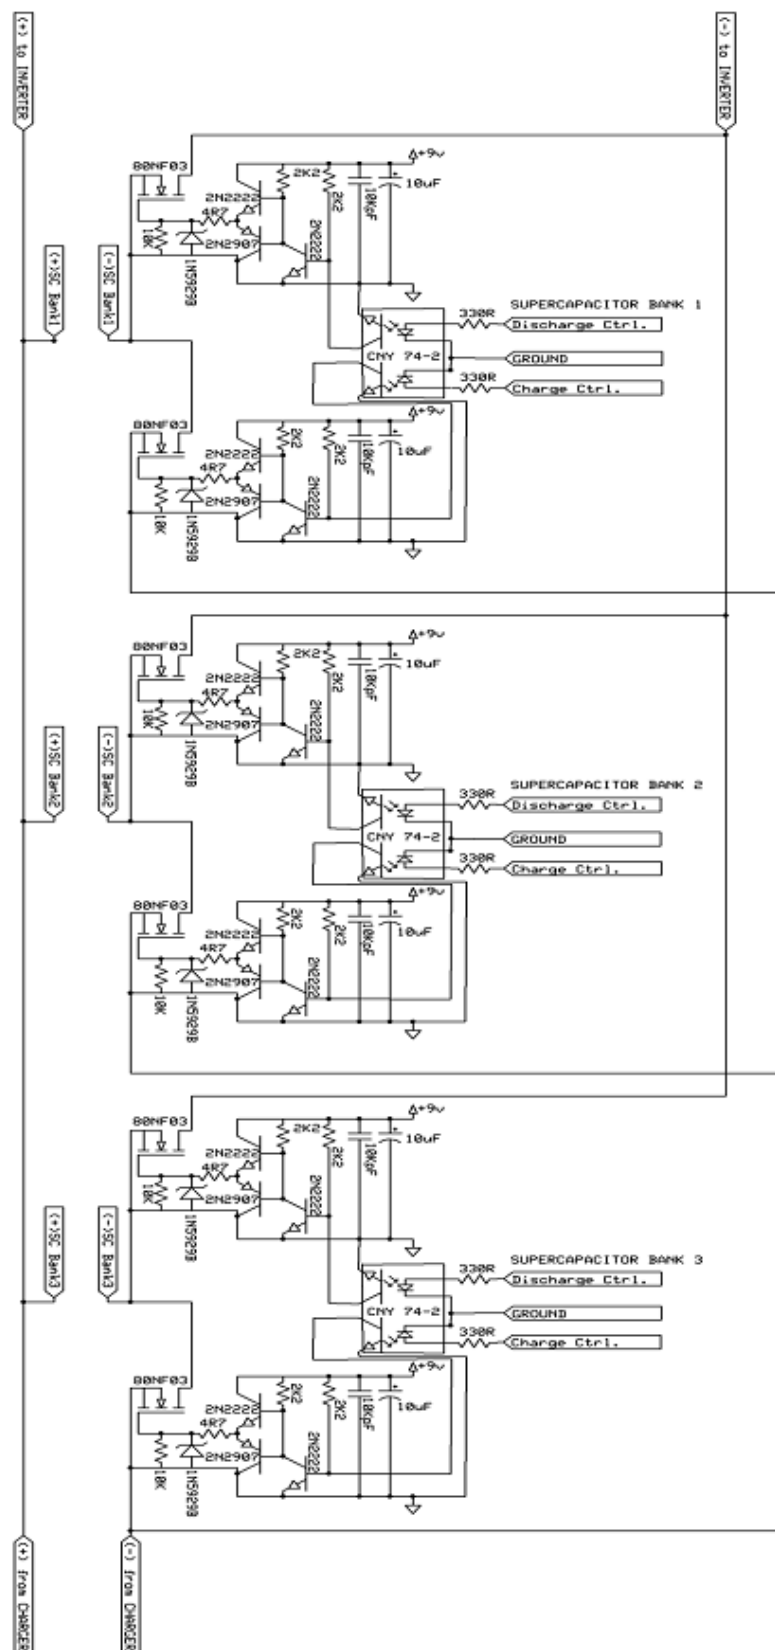 (+) to INVERTER
(-) to INVERTER
+9v
80NF03
2N2222
2K2
2K2
10KpF
10uF
4R7
2N2907
2N2222
10K
1N5929B
(+)SC Bank1
(-)SC Bank1
SUPERCAPACITOR BANK 1
330R
Discharge Ctrl.
CNY 74-2
GROUND
330R
Charge Ctrl.
+9v
80NF03
2N2222
2K2
2K2
10KpF
10uF
4R7
2N2907
2N2222
10K
1N5929B
+9v
80NF03
2N2222
2K2
2K2
10KpF
10uF
4R7
2N2907
2N2222
10K
1N5929B
(+)SC Bank2
(-)SC Bank2
SUPERCAPACITOR BANK 2
330R
Discharge Ctrl.
CNY 74-2
GROUND
330R
Charge Ctrl.
+9v
80NF03
2N2222
2K2
2K2
10KpF
10uF
4R7
2N2907
2N2222
10K
1N5929B
+9v
80NF03
2N2222
2K2
2K2
10KpF
10uF
4R7
2N2907
2N2222
10K
1N5929B
(+)SC Bank3
(-)SC Bank3
SUPERCAPACITOR BANK 3
330R
Discharge Ctrl.
CNY 74-2
GROUND
330R
Charge Ctrl.
+9v
80NF03
2N2222
2K2
2K2
10KpF
10uF
4R7
2N2907
2N2222
10K
1N5929B
(+) from CHARGER
(-) from CHARGER